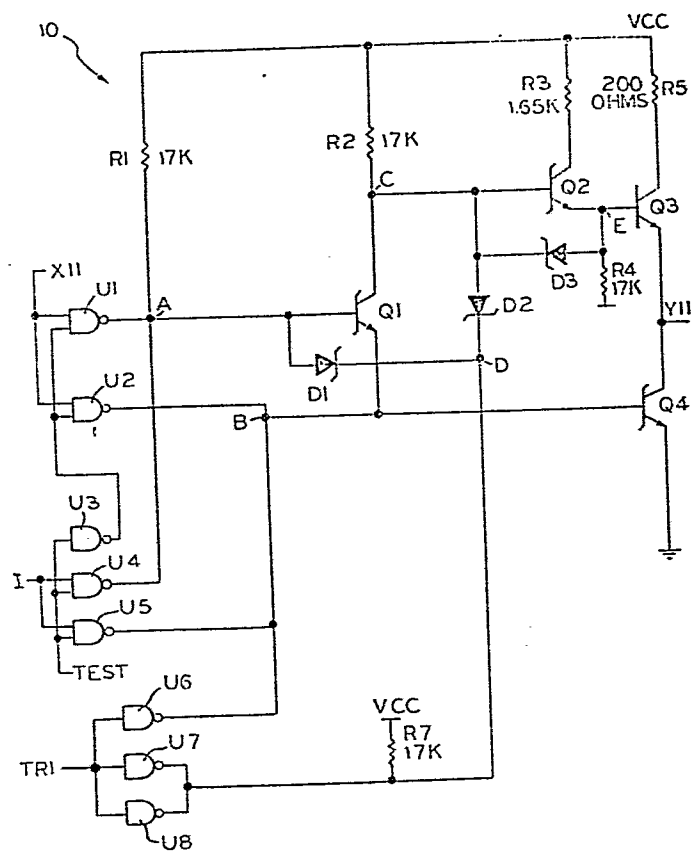 10
VCC
R3
1.65K
200
OHMS
R5
R1
17K
R2
17K
C
Q2
E
Q3
X11
U1
A
Q1
D3
R4
17K
D2
Y11
D1
D
U2
B
Q4
U3
U4
I
U5
TEST
U6
VCC
U7
R7
17K
TRI
U8